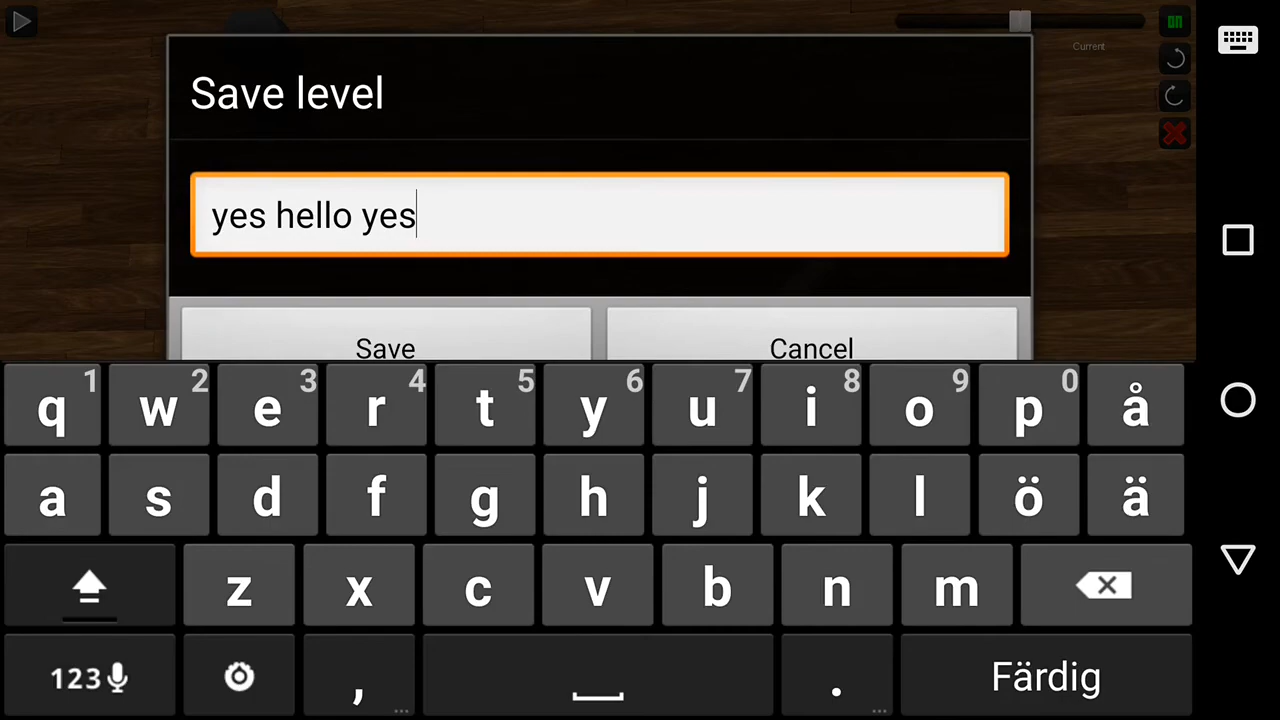 ON
Current
Save level
yes hello yes
Save Cancel
q 1 w 2 e 3 r 4 t 5 y 6 u 7 i 8 o 9 p 0 å
a s d f g h j k l ö ä
z x c v b n m
123 , ... . ... Färdig